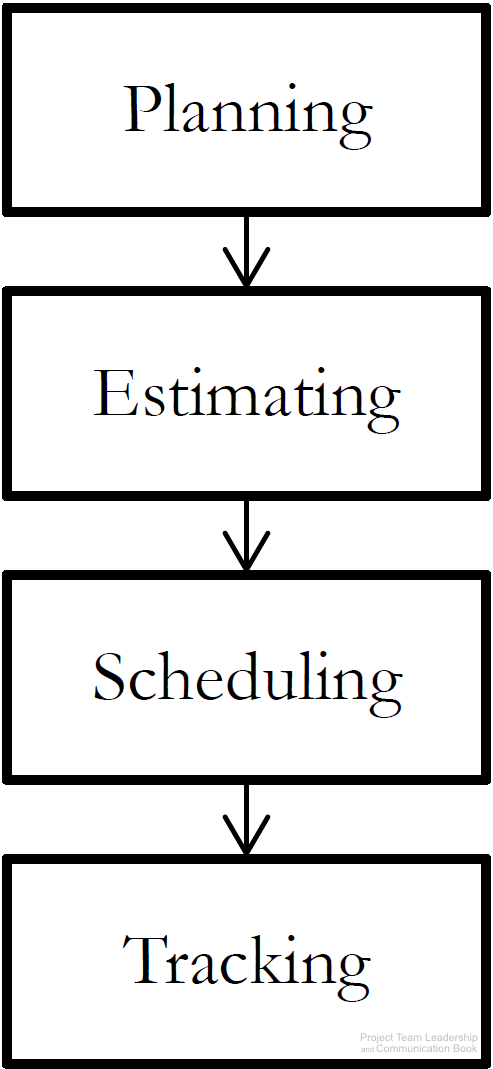 Planning
Estimating
Scheduling
Tracking
Project Team Leadership
and Communication Book